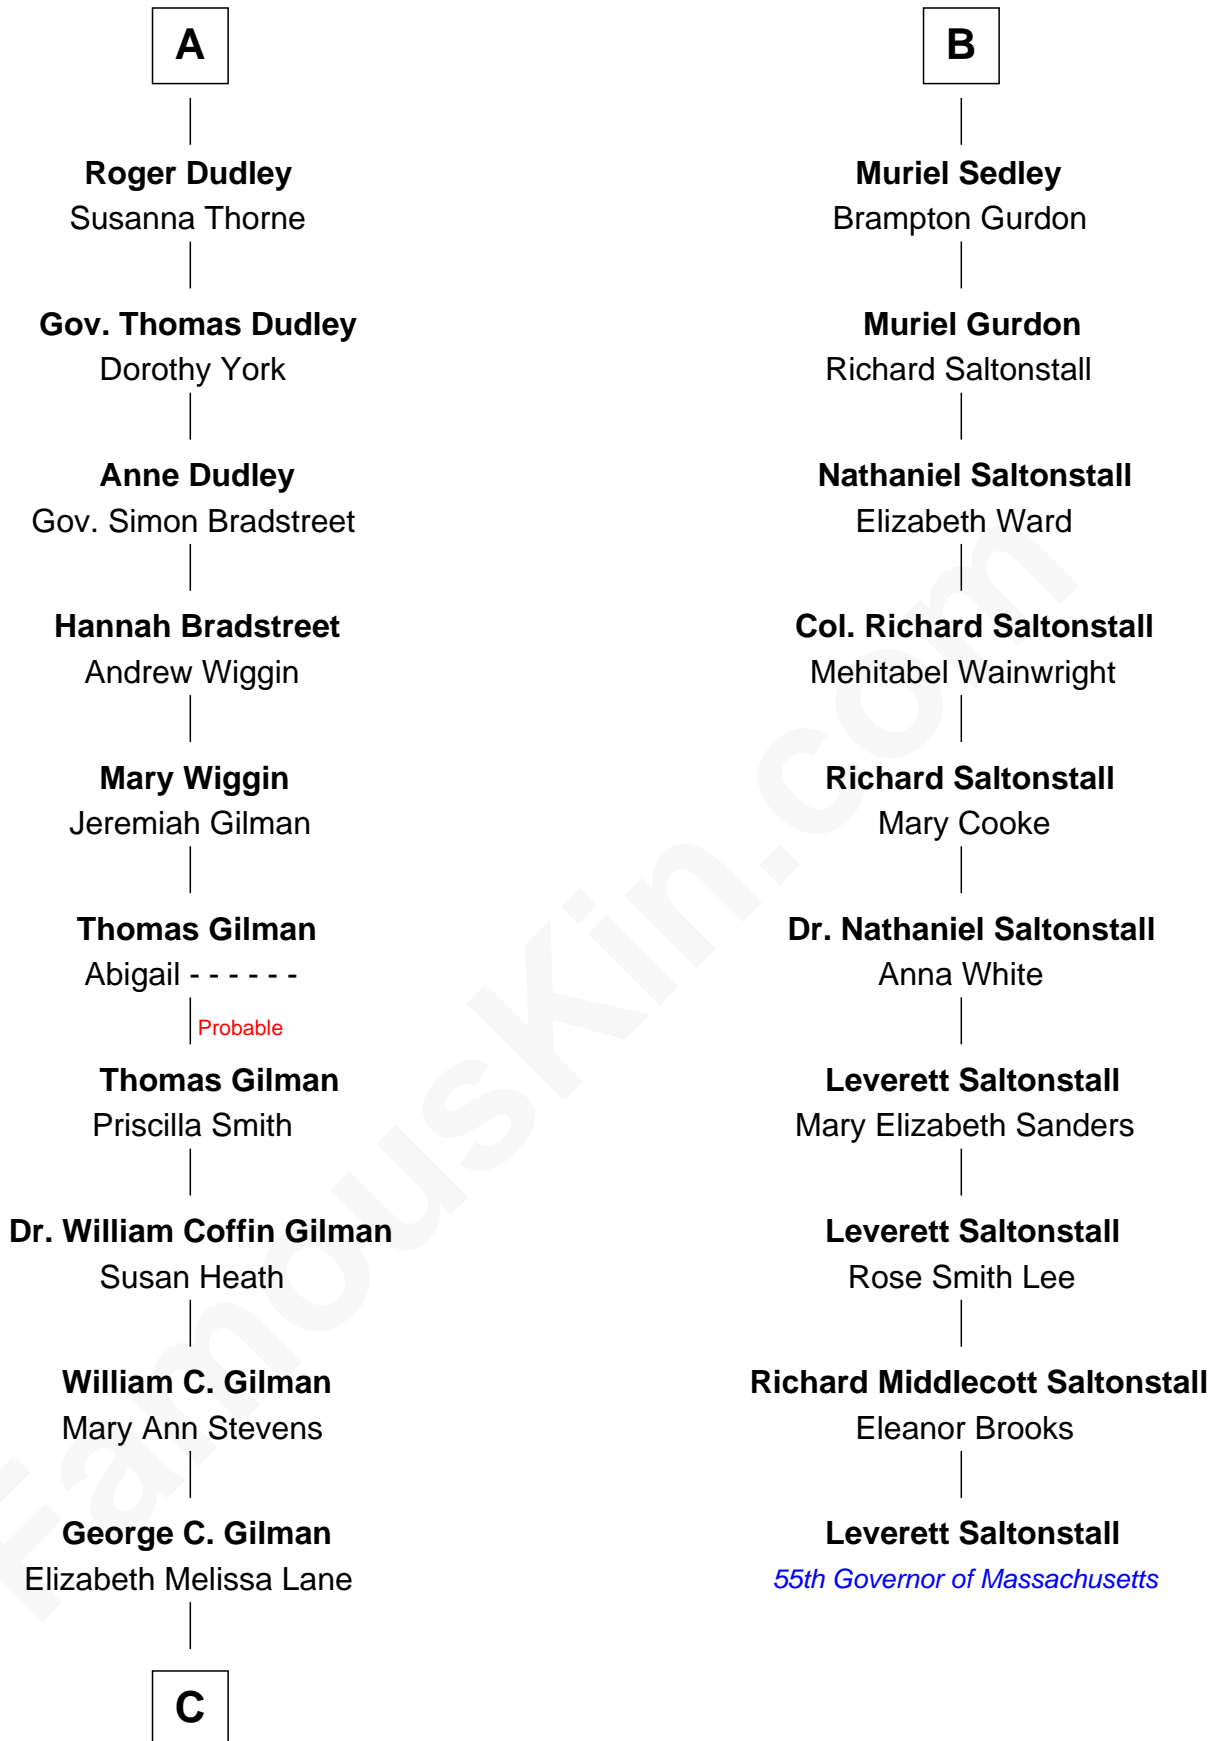 A
Roger Dudley
Susanna Thorne
Gov. Thomas Dudley
Dorothy York
Anne Dudley
Gov. Simon Bradstreet
Hannah Bradstreet
Andrew Wiggin
Mary Wiggin
Jeremiah Gilman
Thomas Gilman
Abigail - - - - - -
Probable
Thomas Gilman
Priscilla Smith
Dr. William Coffin Gilman
Susan Heath
William C. Gilman
Mary Ann Stevens
George C. Gilman
Elizabeth Melissa Lane
C
B
Muriel Sedley
Brampton Gurdon
Muriel Gurdon
Richard Saltonstall
Nathaniel Saltonstall
Elizabeth Ward
Col. Richard Saltonstall
Mehitabel Wainwright
Richard Saltonstall
Mary Cooke
Dr. Nathaniel Saltonstall
Anna White
Leverett Saltonstall
Mary Elizabeth Sanders
Leverett Saltonstall
Rose Smith Lee
Richard Middlecott Saltonstall
Eleanor Brooks
Leverett Saltonstall
55th Governor of Massachusetts
FamousKin.com